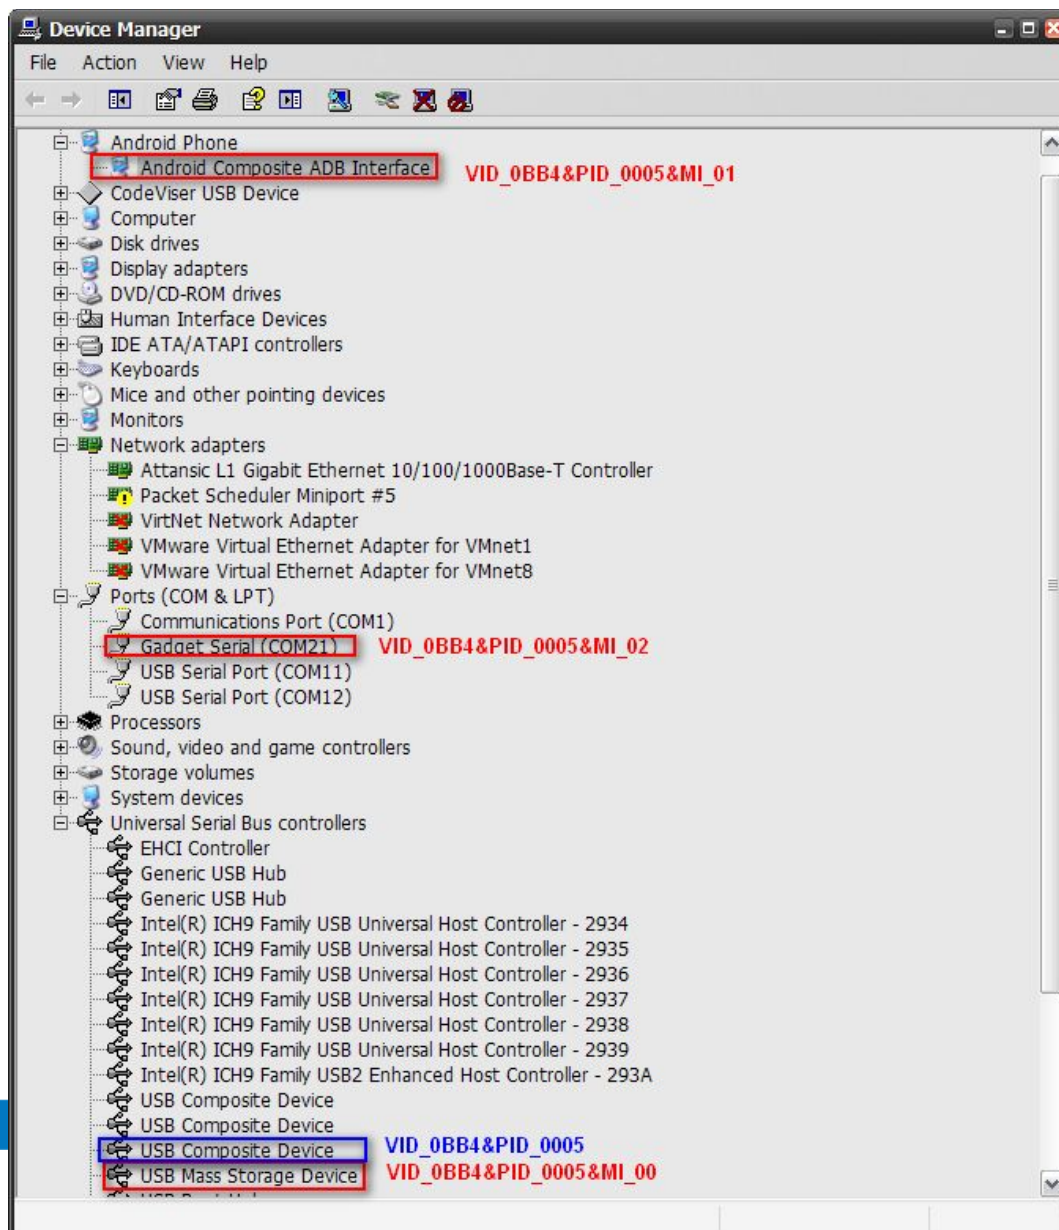 Device Manager
File Action View Help
Android Phone
Android Composite ADB Interface VID_0BB4&PID_0005&MI_01
CodeViser USB Device
Computer
Disk drives
Display adapters
DVD/CD-ROM drives
Human Interface Devices
IDE ATA/ATAPI controllers
Keyboards
Mice and other pointing devices
Monitors
Network adapters
Attansic L1 Gigabit Ethernet 10/100/1000Base-T Controller
Packet Scheduler Miniport #5
VirtNet Network Adapter
VMware Virtual Ethernet Adapter for VMnet1
VMware Virtual Ethernet Adapter for VMnet8
Ports (COM & LPT)
Communications Port (COM1)
Gadget Serial (COM21) VID_0BB4&PID_0005&MI_02
USB Serial Port (COM11)
USB Serial Port (COM12)
Processors
Sound, video and game controllers
Storage volumes
System devices
Universal Serial Bus controllers
EHCI Controller
Generic USB Hub
Generic USB Hub
Intel(R) ICH9 Family USB Universal Host Controller - 2934
Intel(R) ICH9 Family USB Universal Host Controller - 2935
Intel(R) ICH9 Family USB Universal Host Controller - 2936
Intel(R) ICH9 Family USB Universal Host Controller - 2937
Intel(R) ICH9 Family USB Universal Host Controller - 2938
Intel(R) ICH9 Family USB Universal Host Controller - 2939
Intel(R) ICH9 Family USB2 Enhanced Host Controller - 293A
USB Composite Device
USB Composite Device
USB Composite Device VID_0BB4&PID_0005
USB Mass Storage Device VID_0BB4&PID_0005&MI_00